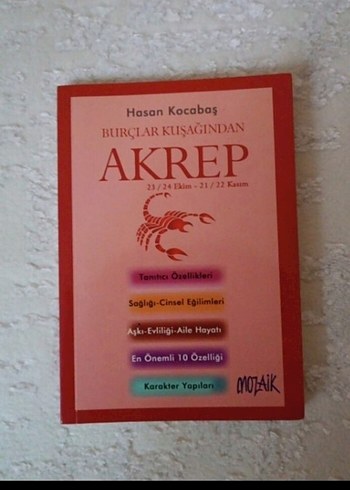 Hasan Kocabaş
BURÇLAR KUŞAĞINDAN
AKREP
23 / 24 Ekim - 21 / 22 Kasım
Tanıtıcı Özellikleri
Sağlığı-Cinsel Eğilimleri
Aşkı-Evliliği-Aile Hayatı
En Önemli 10 Özelliği
Karakter Yapıları
MOZAİK